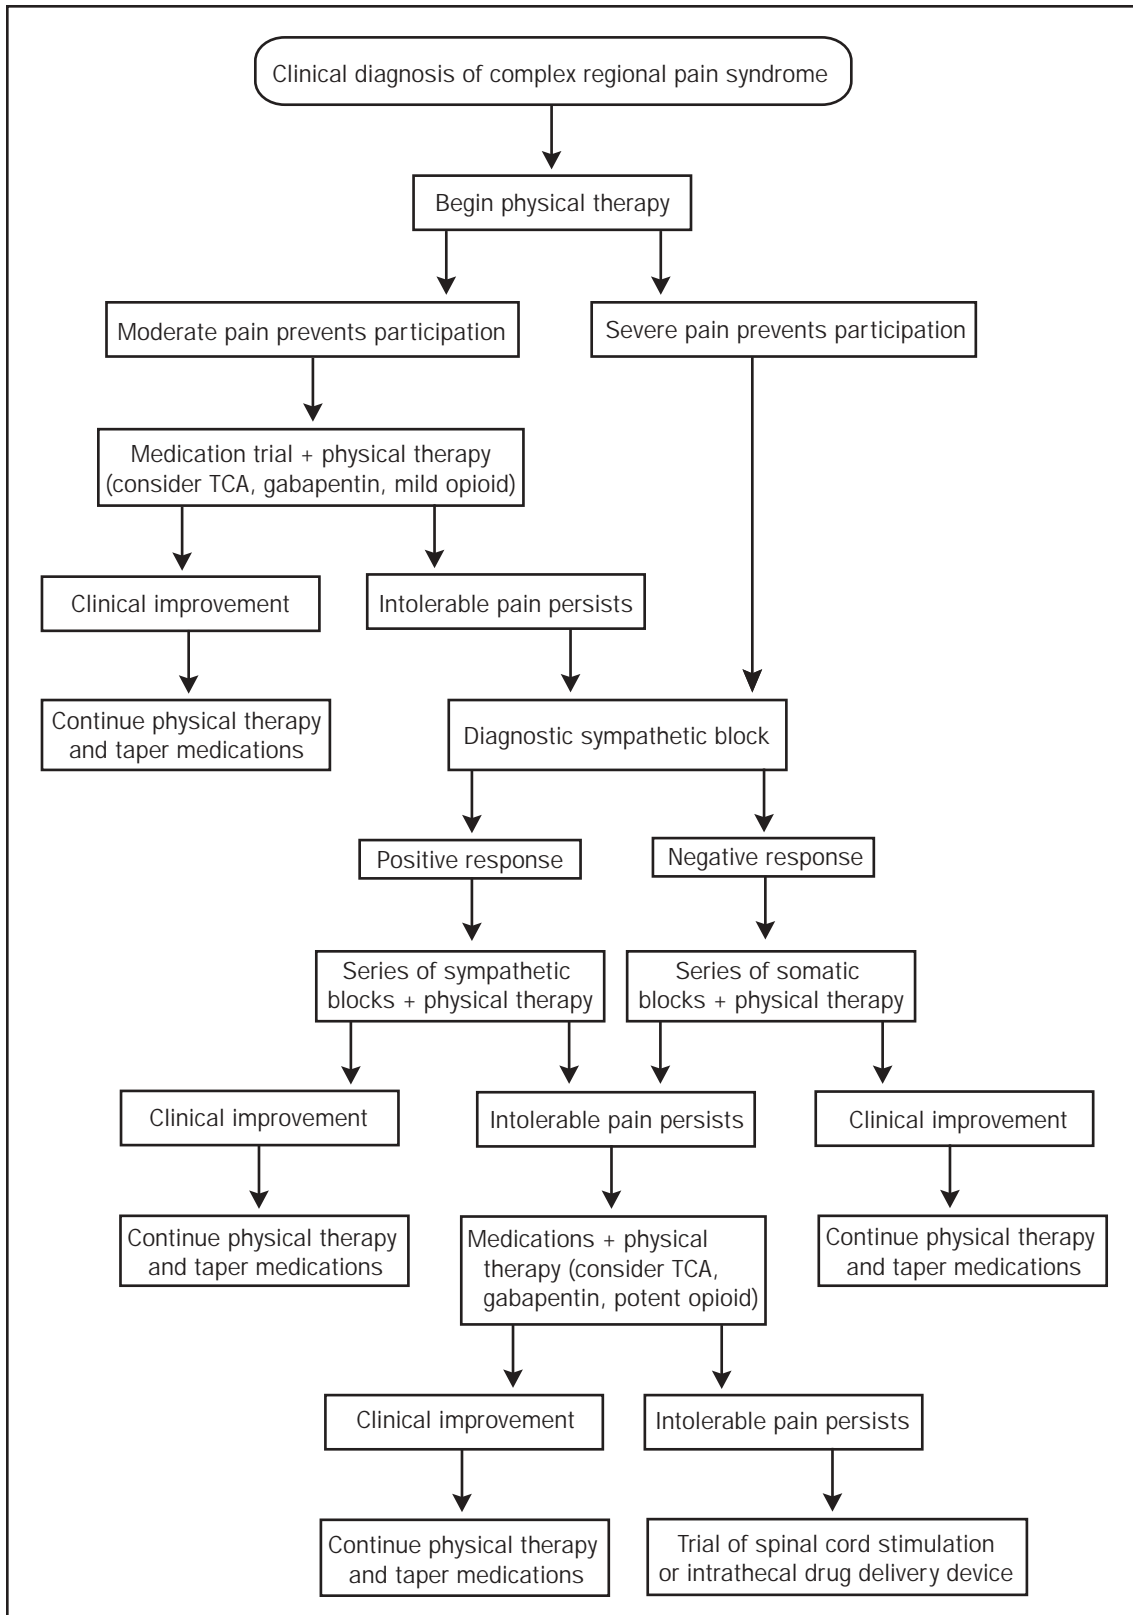 Clinical diagnosis of complex regional pain syndrome
Begin physical therapy
Moderate pain prevents participation
Severe pain prevents participation
Medication trial + physical therapy
(consider TCA, gabapentin, mild opioid)
Clinical improvement
Intolerable pain persists
Continue physical therapy
and taper medications
Diagnostic sympathetic block
Positive response
Negative response
Series of sympathetic
blocks + physical therapy
Series of somatic
blocks + physical therapy
Clinical improvement
Intolerable pain persists
Clinical improvement
Continue physical therapy
and taper medications
Medications + physical
therapy (consider TCA,
gabapentin, potent opioid)
Continue physical therapy
and taper medications
Clinical improvement
Intolerable pain persists
Continue physical therapy
and taper medications
Trial of spinal cord stimulation
or intrathecal drug delivery device